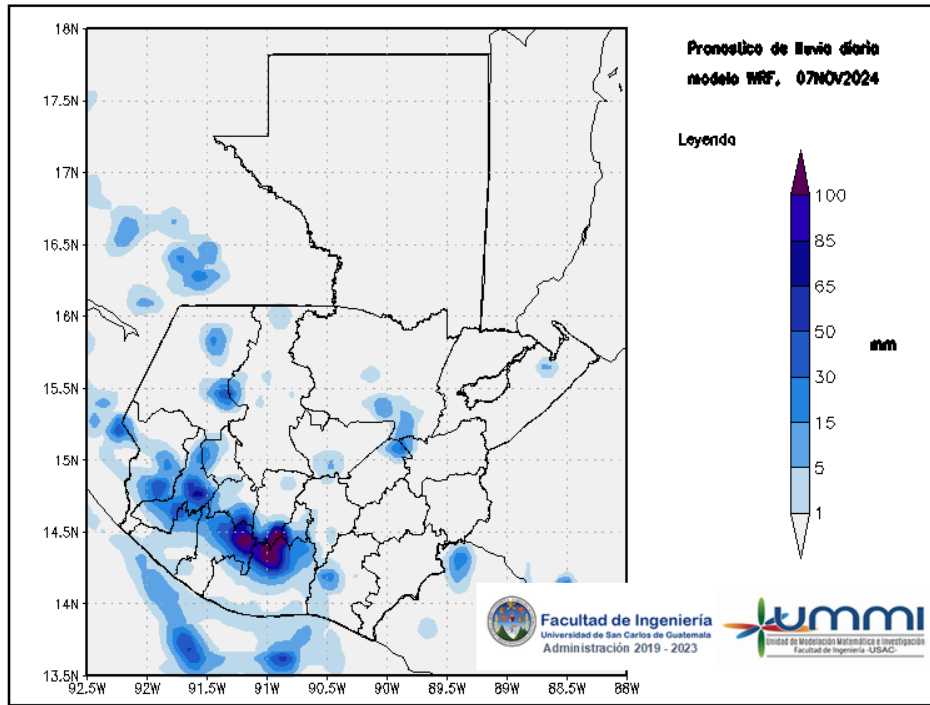 Pronostico de lluvia diaria
modelo WRF, 07NOV2024
Leyenda
100
85
65
50
30
15
5
1
mm
18N
17.5N
17N
16.5N
16N
15.5N
15N
14.5N
14N
13.5N
92.5W
92W
91.5W
91W
90.5W
90W
89.5W
89W
88.5W
88W
Facultad de Ingeniería
Universidad de San Carlos de Guatemala
Administración 2019 - 2023
ummi
Unidad de Modelación Matemática e Investigación
Facultad de Ingeniería -USAC-